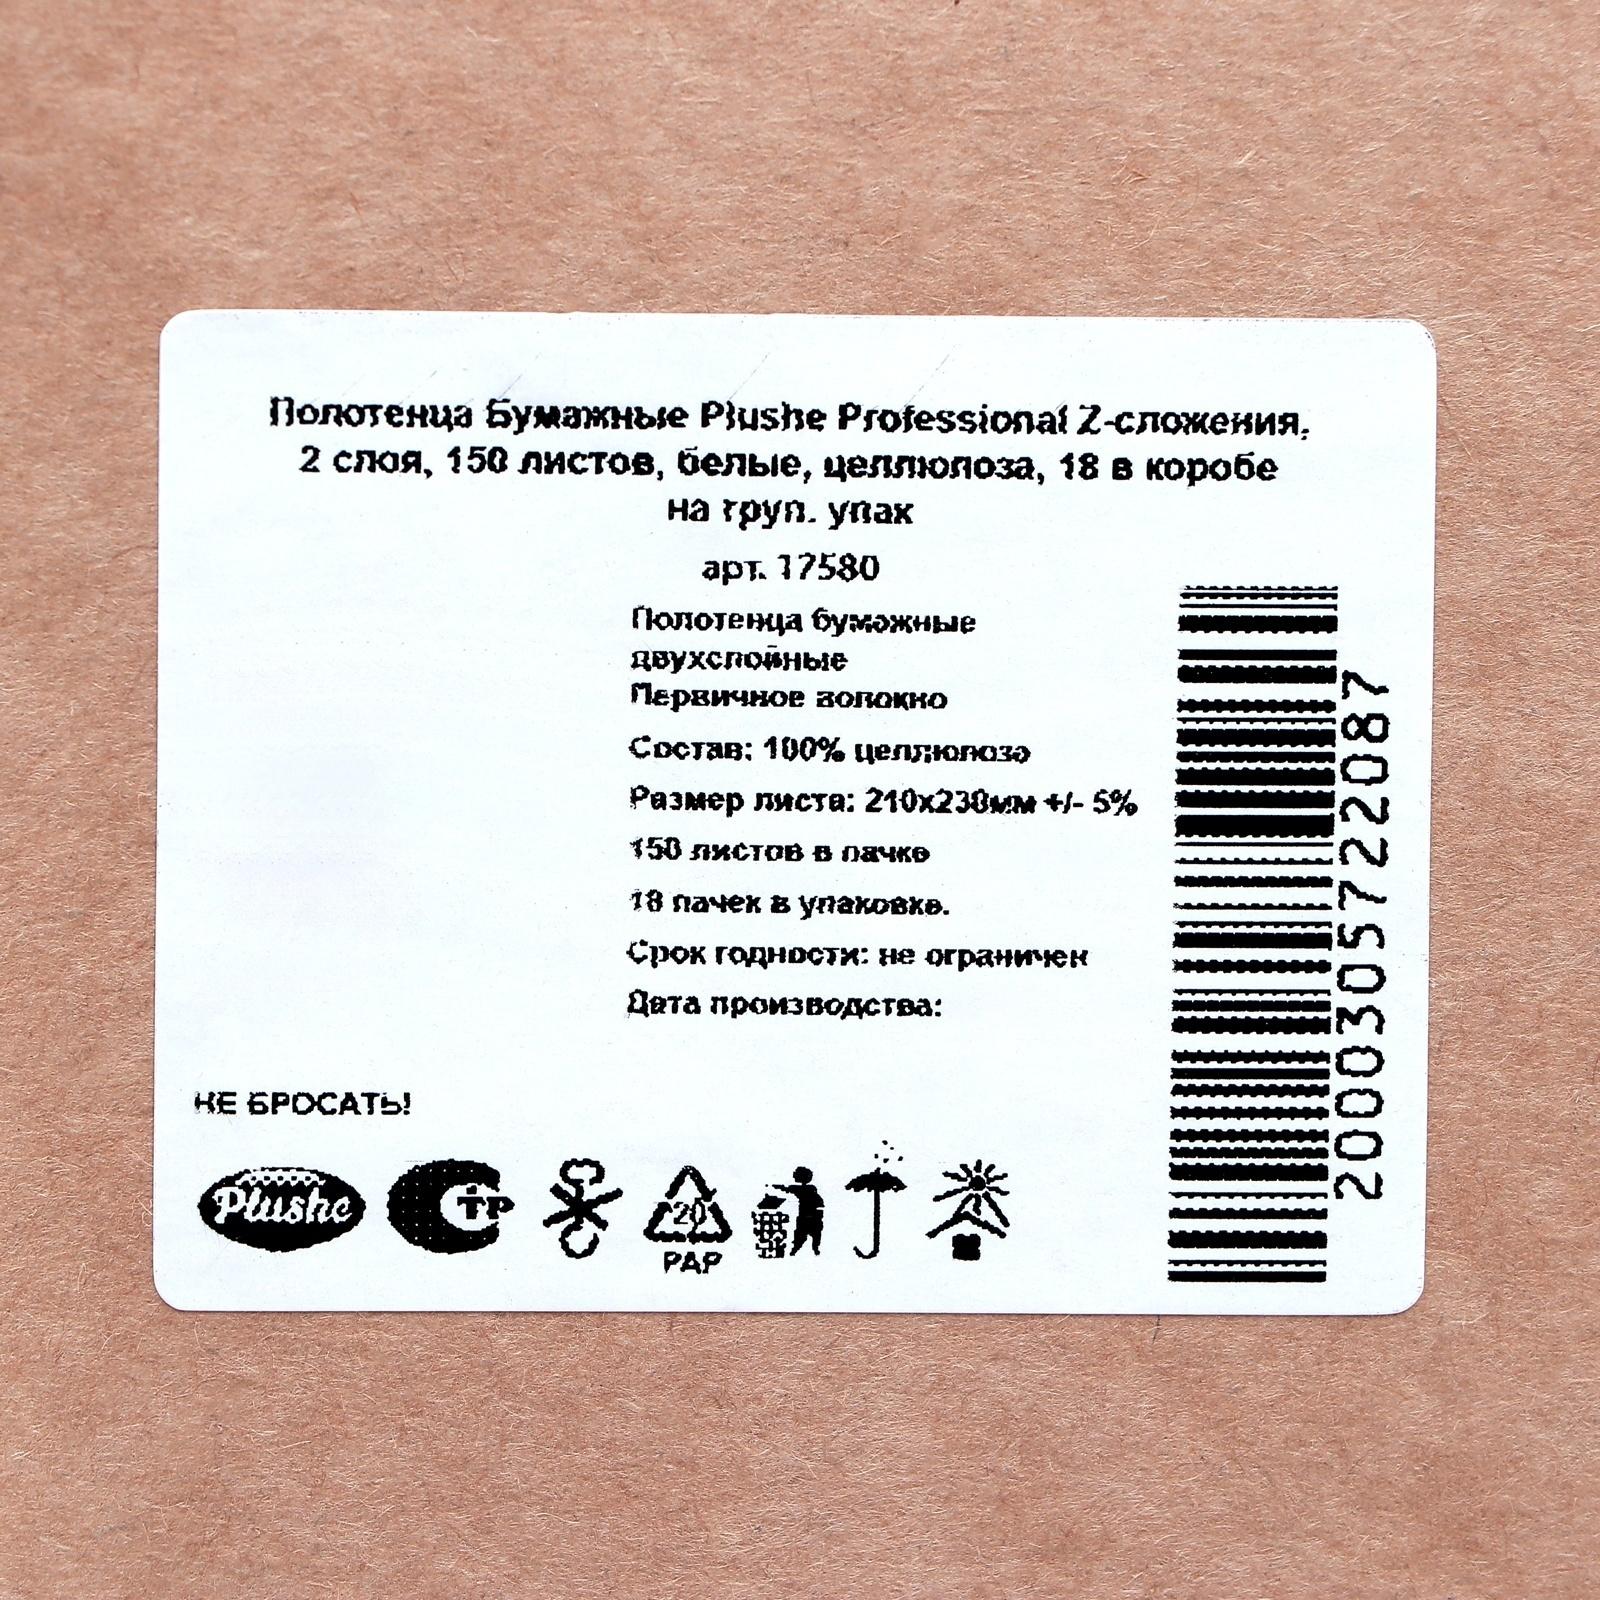 Полотенца Бумажные Plushe Professional Z-сложения,
2 слоя, 150 листов, белые, целлюлоза, 18 в коробе
на груп. упак
арт. 17580
Полотенца бумажные
двухслойные
Первичное волокно
Состав: 100% целлюлоза
Размер листа: 210х230мм +/- 5%
150 листов в пачке
18 пачек в упаковке.
Срок годности: не ограничен
Дата производства:
2000305722087
НЕ БРОСАТЬ!
Plushe
СТР
20
PAP